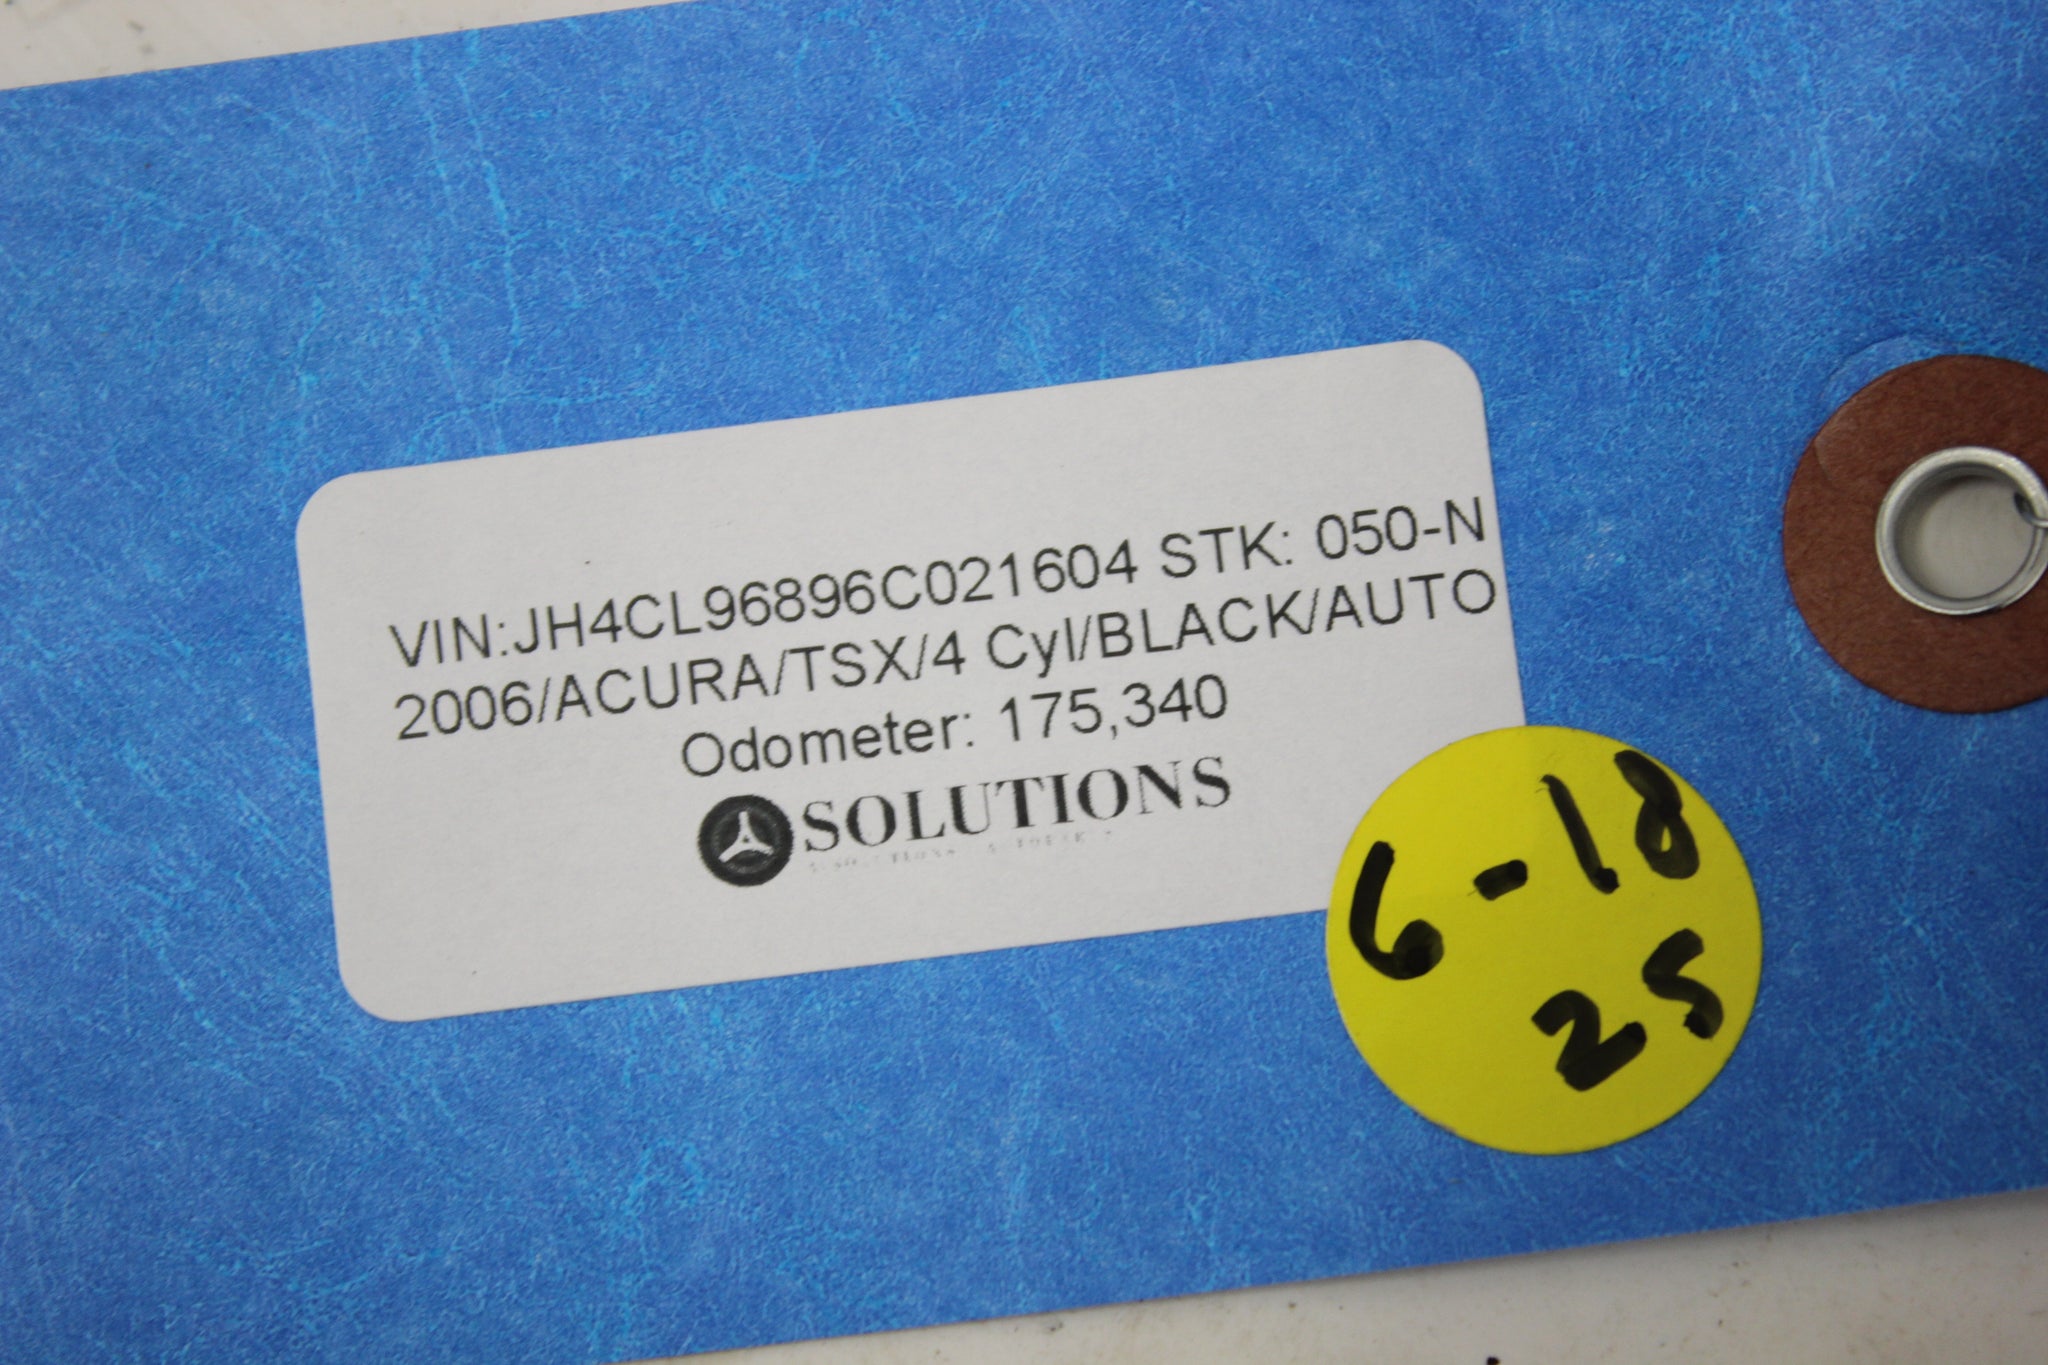 VIN:JH4CL96896C021604 STK: 050-N
2006/ACURA/TSX/4 Cyl/BLACK/AUTO
Odometer: 175,340
SOLUTIONS
6-18
25